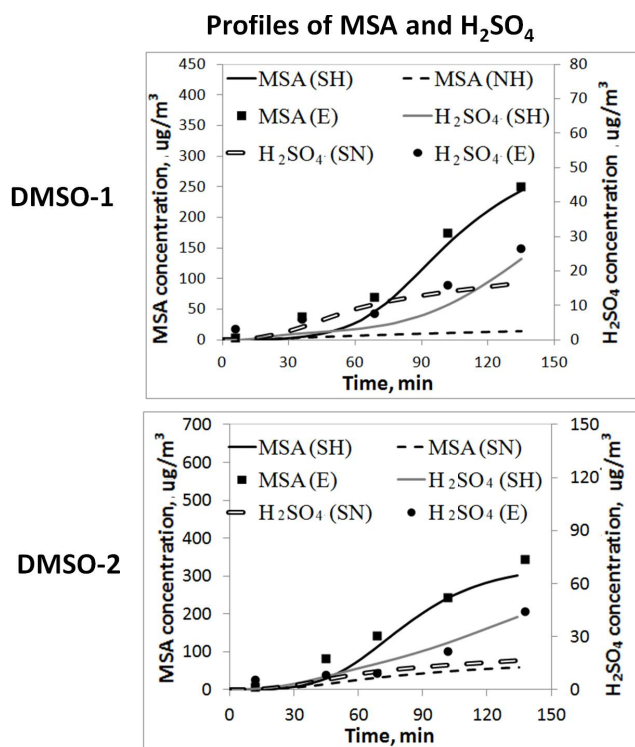 Profiles of MSA and H₂SO₄
DMSO-1
MSA concentration, ug/m³
450
400
350
300
250
200
150
100
50
0
MSA (SH)
MSA (NH)
MSA (E)
H₂SO₄ (SH)
H₂SO₄ (SN)
H₂SO₄ (E)
80
70
60
50
40
30
20
10
0
H₂SO₄ concentration, ug/m³
0 30 60 90 120 150
Time, min
DMSO-2
MSA concentration, ug/m³
700
600
500
400
300
200
100
0
MSA (SH)
MSA (SN)
MSA (E)
H₂SO₄ (SH)
H₂SO₄ (SN)
H₂SO₄ (E)
150
120
90
60
30
0
H₂SO₄ concentration, ug/m³
0 30 60 90 120 150
Time, min